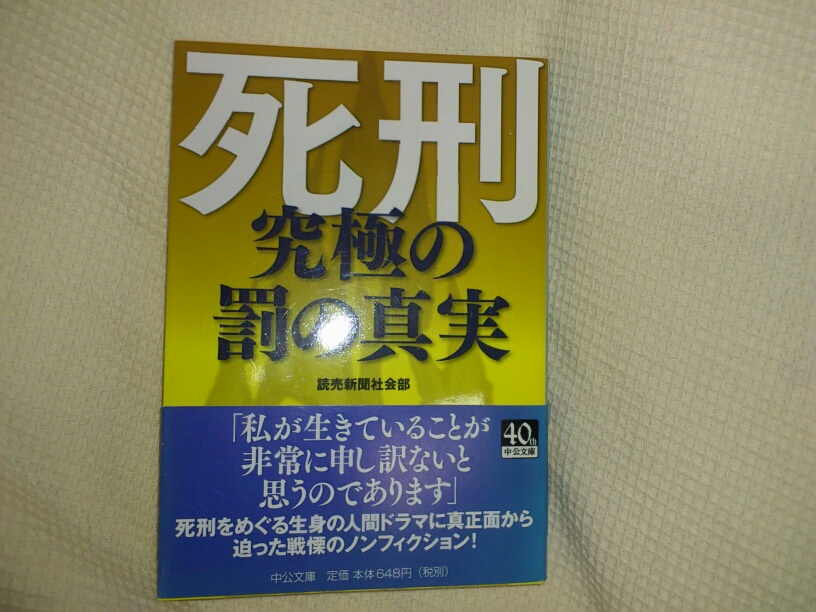 死刑
究極の
罰の真実
読売新聞社会部
「私が生きていることが
非常に申し訳ないと
思うのであります」
40th
中公文庫
死刑をめぐる生身の人間ドラマに真正面から
迫った戦慄のノンフィクション!
中公文庫 定価 本体648円(税別)